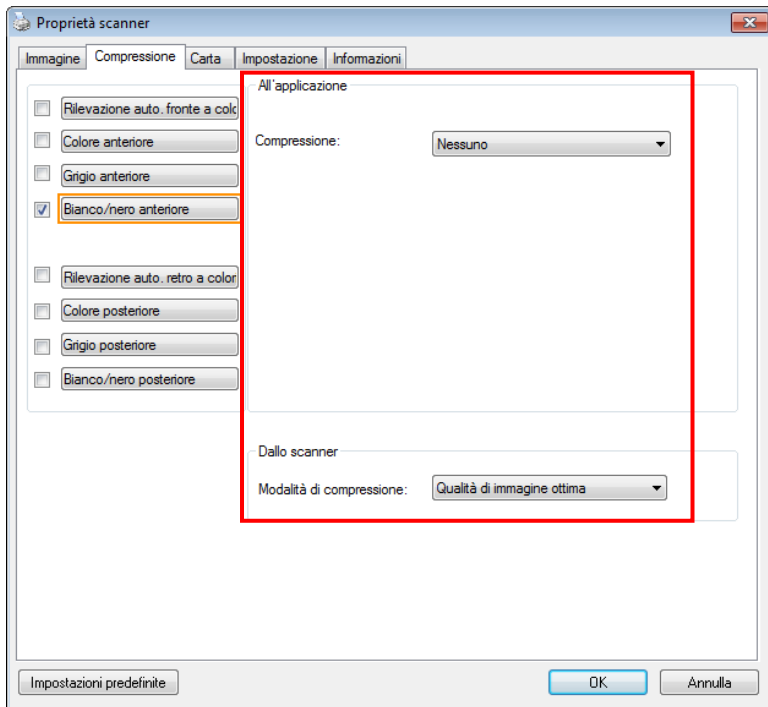 Proprietà scanner
Immagine Compressione Carta Impostazione Informazioni
Rilevazione auto. fronte a colo
Colore anteriore
Grigio anteriore
Bianco/nero anteriore
Rilevazione auto. retro a color
Colore posteriore
Grigio posteriore
Bianco/nero posteriore
All'applicazione
Compressione: Nessuno
Dallo scanner
Modalità di compressione: Qualità di immagine ottima
Impostazioni predefinite OK Annulla